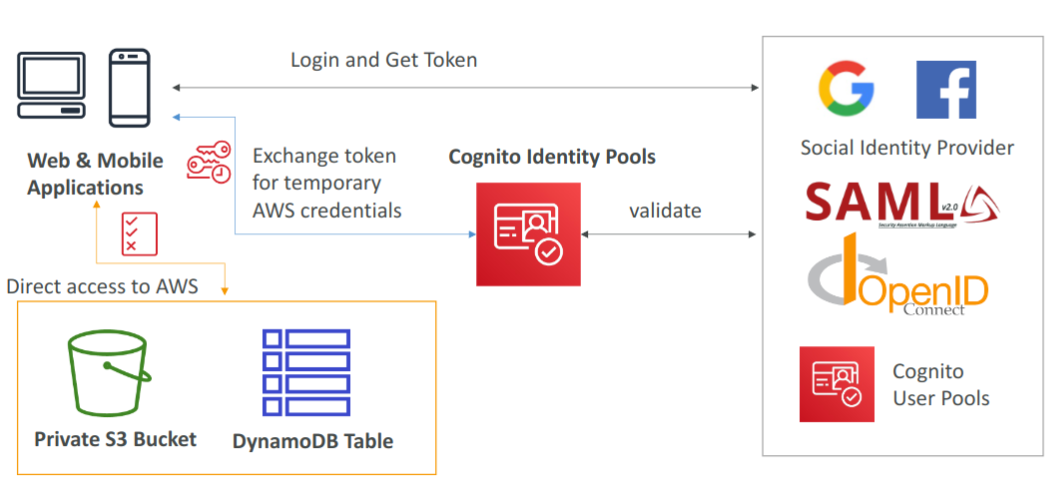 Login and Get Token
Web & Mobile
Applications
Exchange token
for temporary
AWS credentials
Cognito Identity Pools
validate
Social Identity Provider
SAML v2.0
Security Assertion Markup Language
OpenID
Connect
Cognito
User Pools
Direct access to AWS
Private S3 Bucket
DynamoDB Table